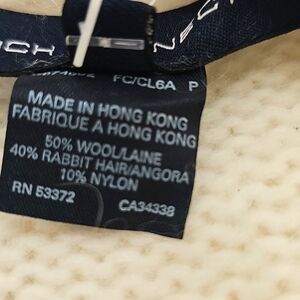 FC/CL6A P
MADE IN HONG KONG
FABRIQUE A HONG KONG
50% WOOL/LAINE
40% RABBIT HAIR/ANGORA
10% NYLON
RN 53372 CA34338